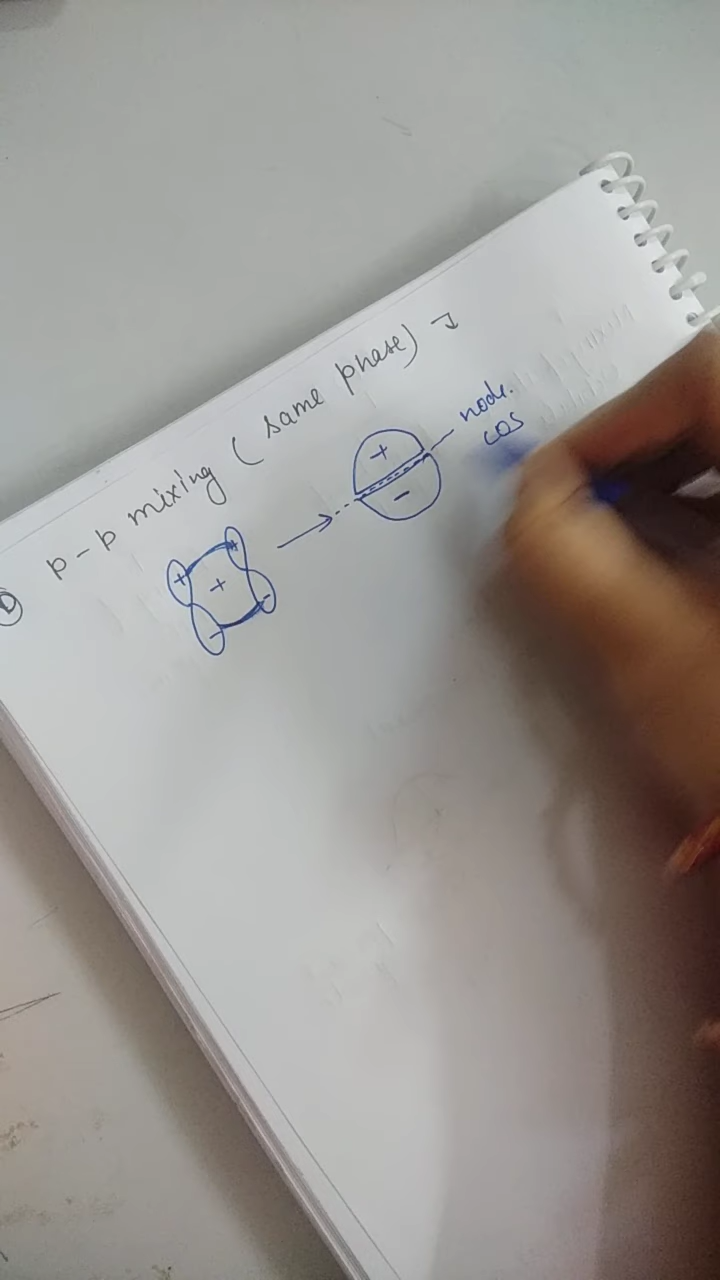 p-p mixing (same phase) →
+ + + - -
+
-
node.
cos